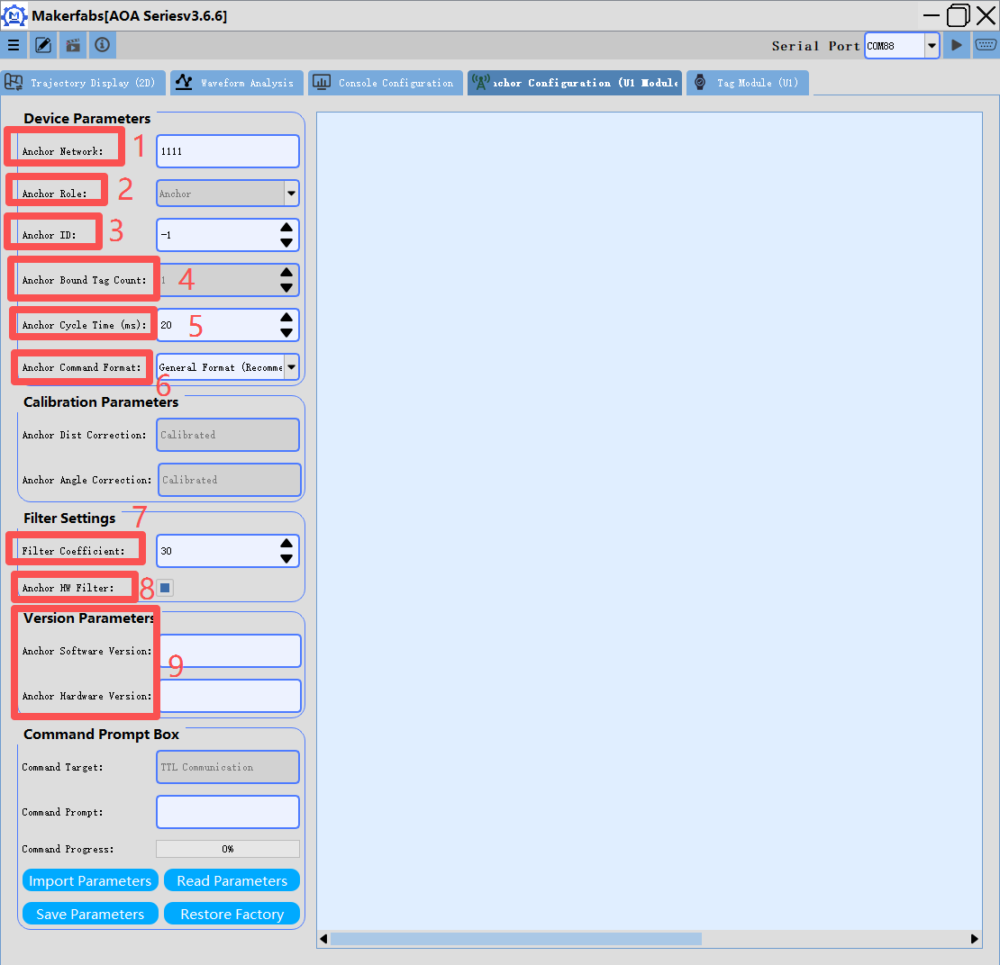 Makerfabs[AOA Seriesv3.6.6]
Serial Port COM88
Trajectory Display (2D) Waveform Analysis Console Configuration nchor Configuration (U1 Module Tag Module (U1)
Device Parameters
Anchor Network: 1 1111
Anchor Role: 2 Anchor
Anchor ID: 3 -1
Anchor Bound Tag Count: 1 4
Anchor Cycle Time (ms): 20 5
Anchor Command Format: General Format (Recomme
6
Calibration Parameters
Anchor Dist Correction: Calibrated
Anchor Angle Correction: Calibrated
Filter Settings 7
Filter Coefficient: 30
Anchor HW Filter: 8
Version Parameters
Anchor Software Version:
9
Anchor Hardware Version:
Command Prompt Box
Command Target: TTL Communication
Command Prompt:
Command Progress: 0%
Import Parameters Read Parameters
Save Parameters Restore Factory